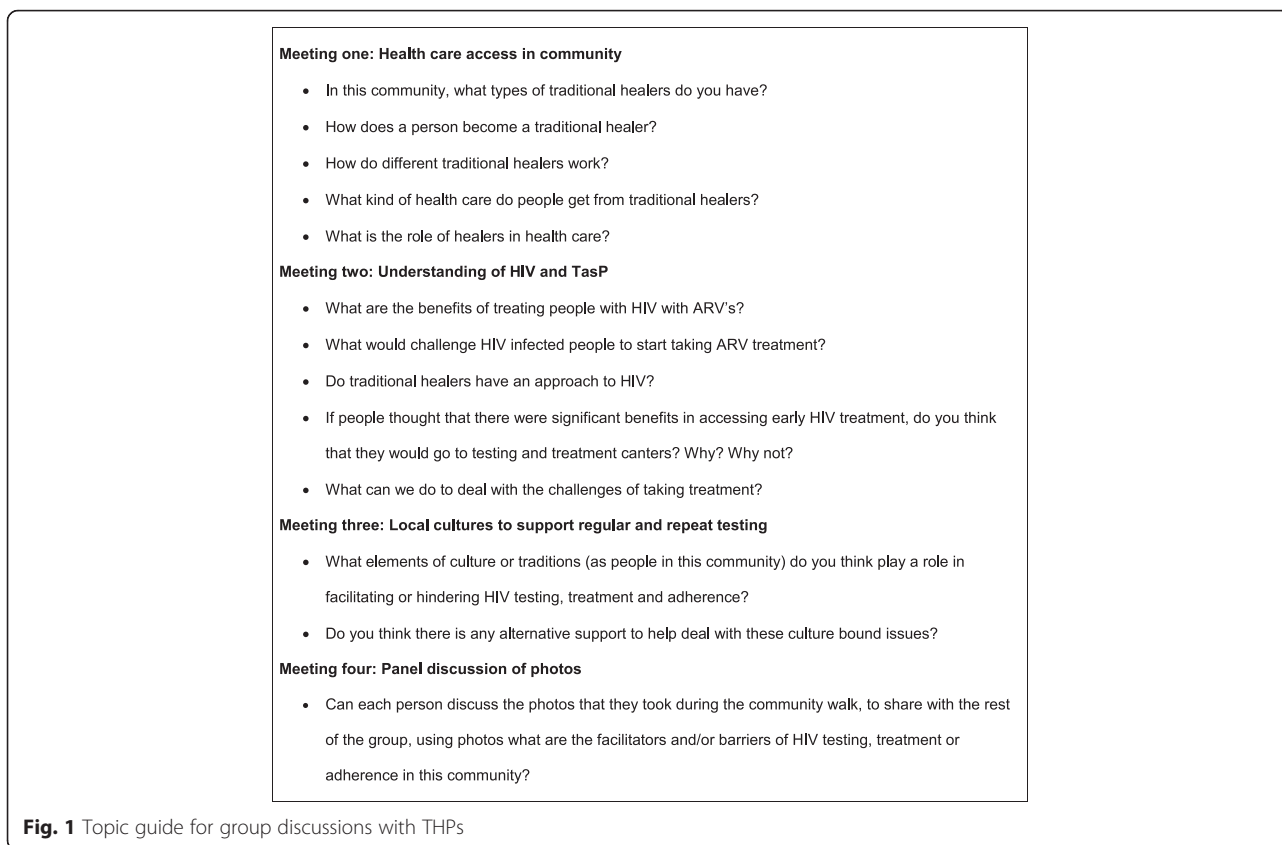 Meeting one: Health care access in community
• In this community, what types of traditional healers do you have?
• How does a person become a traditional healer?
• How do different traditional healers work?
• What kind of health care do people get from traditional healers?
• What is the role of healers in health care?
Meeting two: Understanding of HIV and TasP
• What are the benefits of treating people with HIV with ARV's?
• What would challenge HIV infected people to start taking ARV treatment?
• Do traditional healers have an approach to HIV?
• If people thought that there were significant benefits in accessing early HIV treatment, do you think
that they would go to testing and treatment canters? Why? Why not?
• What can we do to deal with the challenges of taking treatment?
Meeting three: Local cultures to support regular and repeat testing
• What elements of culture or traditions (as people in this community) do you think play a role in
facilitating or hindering HIV testing, treatment and adherence?
• Do you think there is any alternative support to help deal with these culture bound issues?
Meeting four: Panel discussion of photos
• Can each person discuss the photos that they took during the community walk, to share with the rest
of the group, using photos what are the facilitators and/or barriers of HIV testing, treatment or
adherence in this community?
Fig. 1 Topic guide for group discussions with THPs